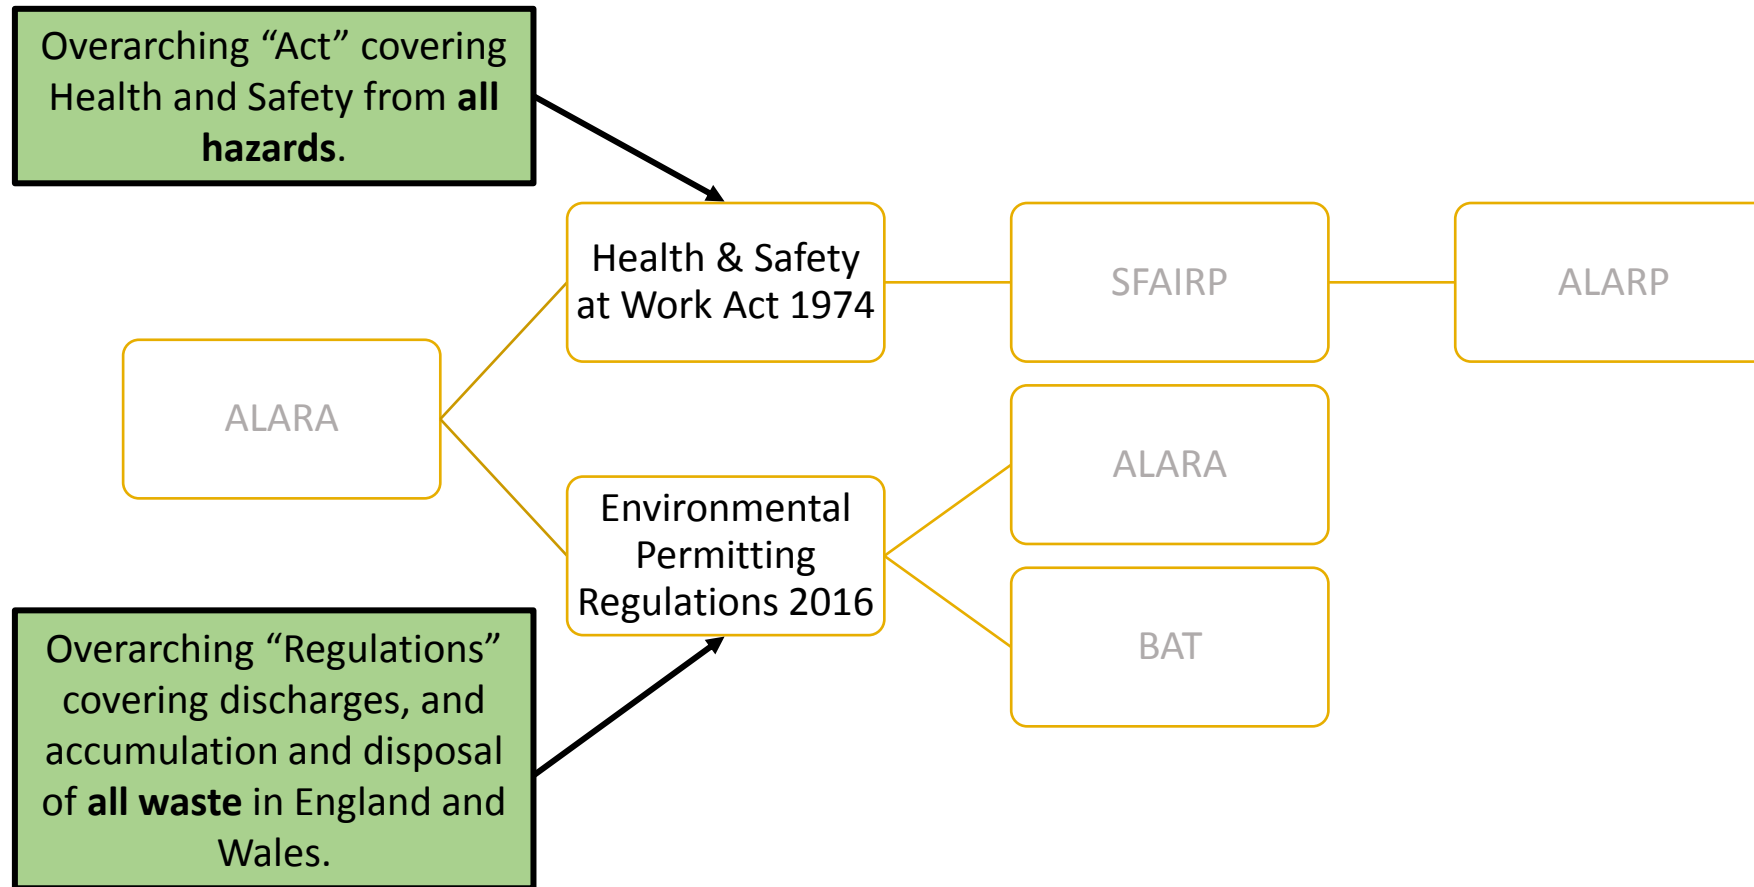 Overarching “Act” covering
Health and Safety from all
hazards.
Health & Safety
at Work Act 1974
SFAIRP
ALARP
ALARA
ALARA
Environmental
Permitting
Regulations 2016
BAT
Overarching “Regulations”
covering discharges, and
accumulation and disposal
of all waste in England and
Wales.